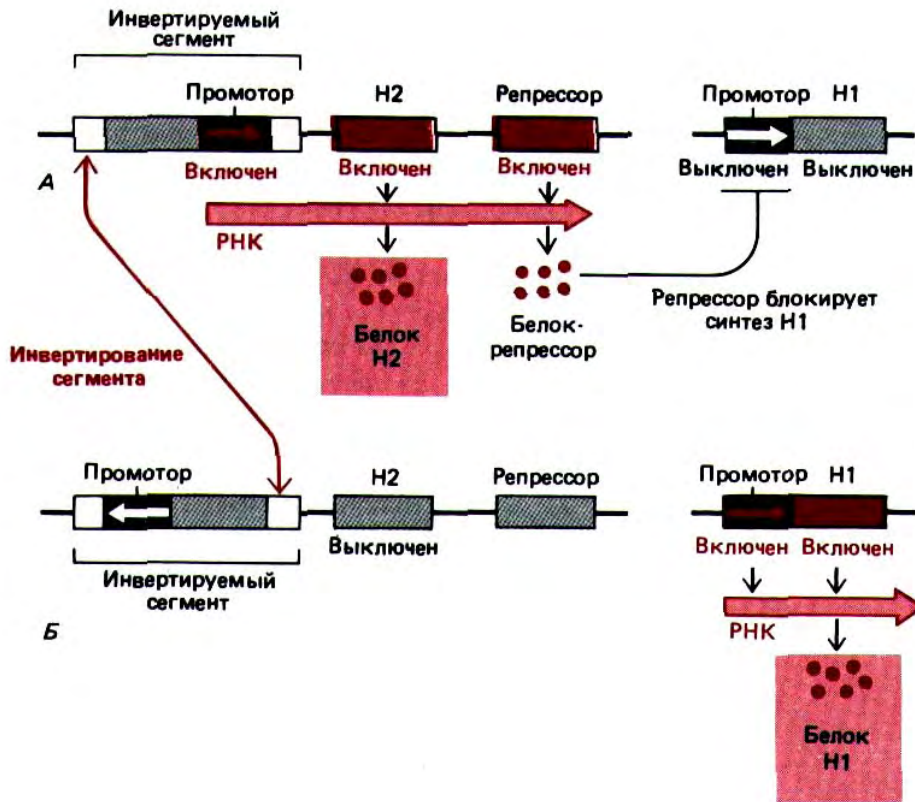 Инвертируемый
сегмент
Промотор
H2
Репрессор
Промотор
H1
Включен
Включен
Включен
Выключен
Выключен
А
РНК
Белок
H2
Белок-
репрессор
Репрессор блокирует
синтез H1
Инвертирование
сегмента
Промотор
H2
Репрессор
Промотор
H1
Выключен
Включен
Включен
Инвертируемый
сегмент
Б
РНК
Белок
H1